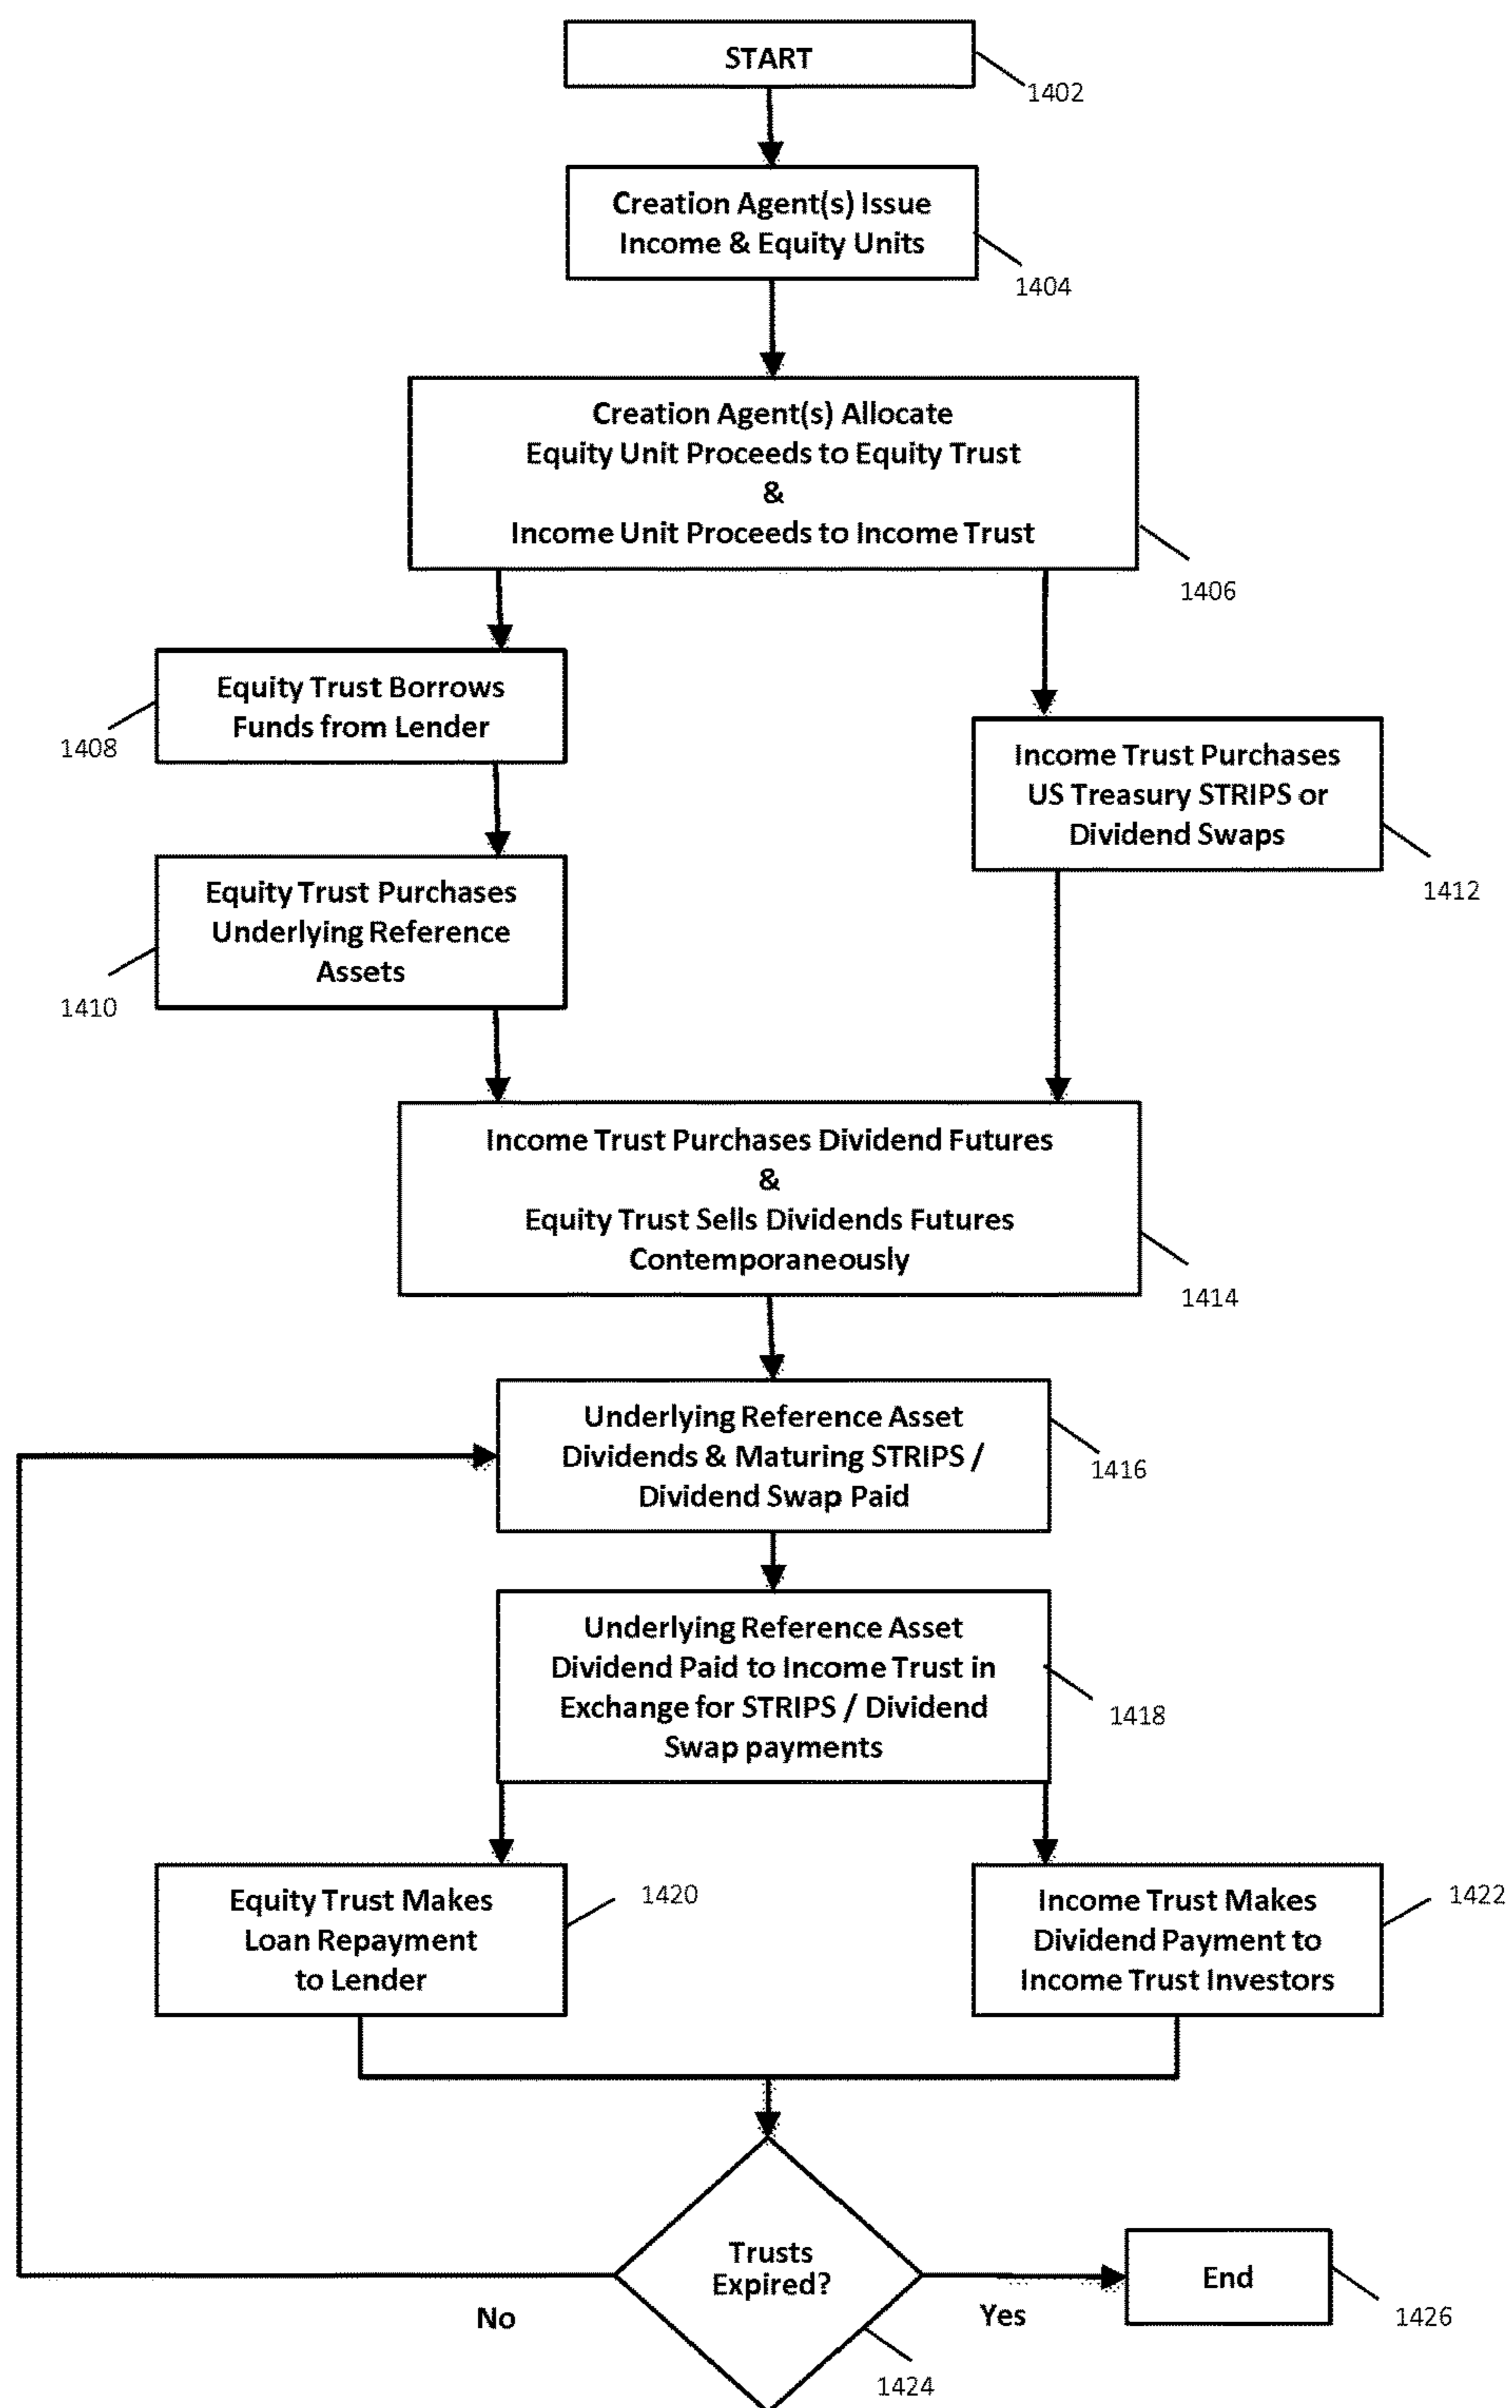 START
1402
Creation Agent(s) Issue
Income & Equity Units
1404
Creation Agent(s) Allocate
Equity Unit Proceeds to Equity Trust
&
Income Unit Proceeds to Income Trust
1406
Equity Trust Borrows
Funds from Lender
1408
Income Trust Purchases
US Treasury STRIPS or
Dividend Swaps
1412
Equity Trust Purchases
Underlying Reference
Assets
1410
Income Trust Purchases Dividend Futures
&
Equity Trust Sells Dividends Futures
Contemporaneously
1414
Underlying Reference Asset
Dividends & Maturing STRIPS /
Dividend Swap Paid
1416
Underlying Reference Asset
Dividend Paid to Income Trust in
Exchange for STRIPS / Dividend
Swap payments
1418
Equity Trust Makes
Loan Repayment
to Lender
1420
Income Trust Makes
Dividend Payment to
Income Trust Investors
1422
Trusts
Expired?
No
Yes
1424
End
1426